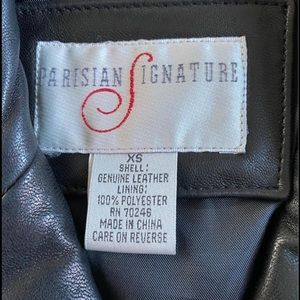 PARISIAN SIGNATURE
XS
SHELL:
GENUINE LEATHER
LINING:
100% POLYESTER
RN 70246
MADE IN CHINA
CARE ON REVERSE